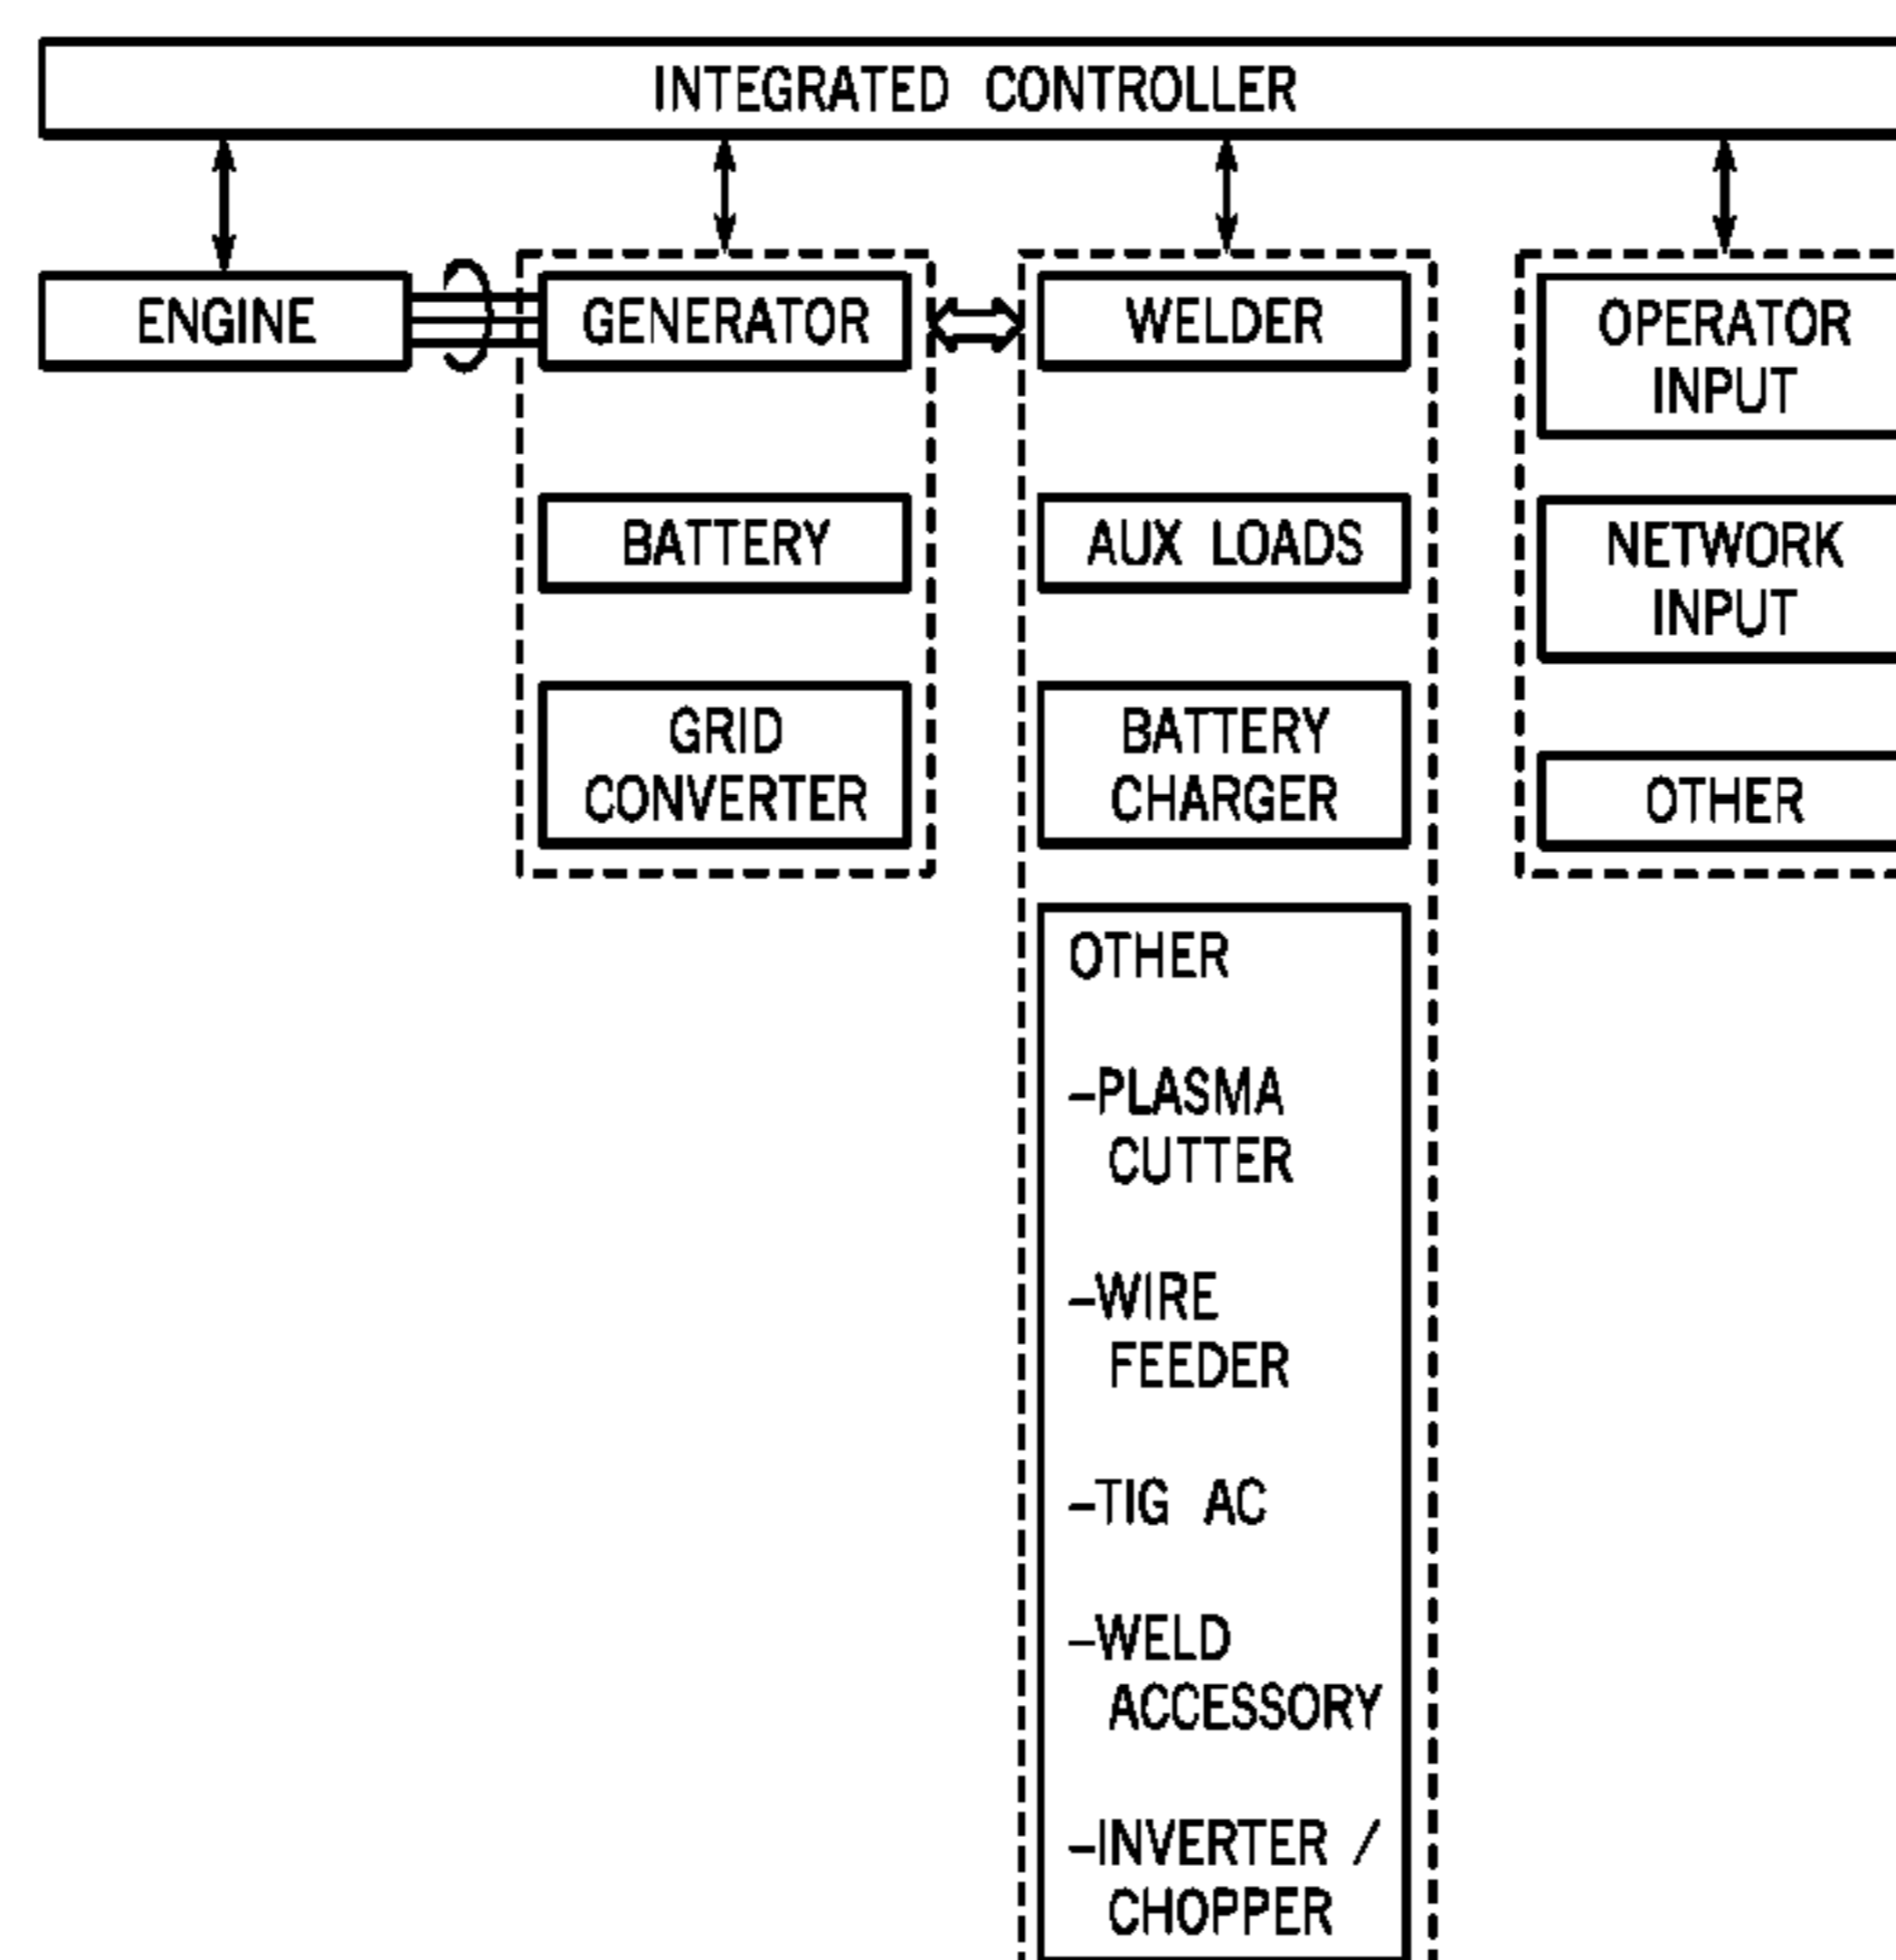 INTEGRATED CONTROLLER
ENGINE
GENERATOR
WELDER
OPERATOR
INPUT
BATTERY
AUX LOADS
NETWORK
INPUT
GRID
CONVERTER
BATTERY
CHARGER
OTHER
OTHER
-PLASMA
CUTTER
-WIRE
FEEDER
-TIG AC
-WELD
ACCESSORY
-INVERTER /
CHOPPER